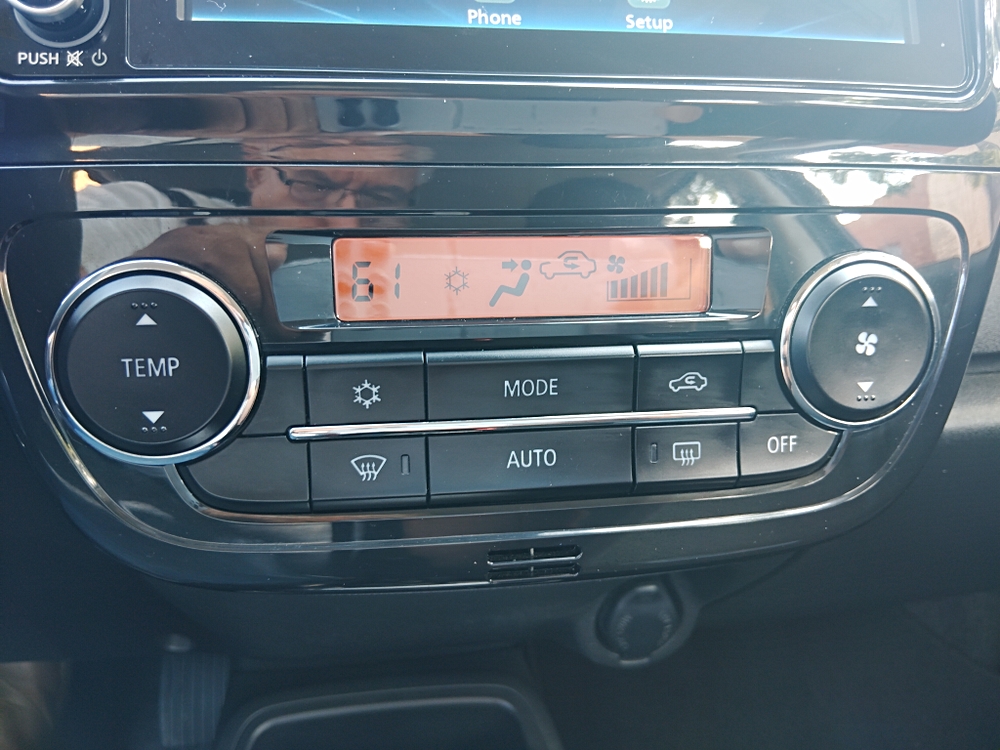 Phone
Setup
PUSH
61
TEMP
MODE
AUTO
OFF